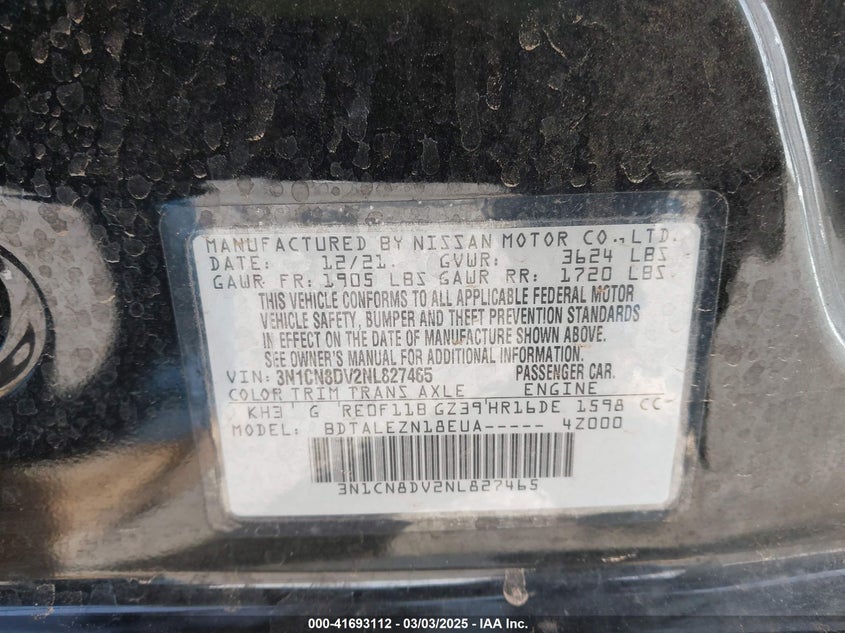 MANUFACTURED BY NISSAN MOTOR CO., LTD.
DATE: 12/21. GVWR: 3624 LBS
GAWR FR: 1905 LBS GAWR RR: 1720 LBS
THIS VEHICLE CONFORMS TO ALL APPLICABLE FEDERAL MOTOR
VEHICLE SAFETY, BUMPER AND THEFT PREVENTION STANDARDS
IN EFFECT ON THE DATE OF MANUFACTURE SHOWN ABOVE.
SEE OWNER'S MANUAL FOR ADDITIONAL INFORMATION.
VIN: 3N1CN8DV2NL827465 PASSENGER CAR.
COLOR TRIM TRANS AXLE ENGINE
KH3 G RE0F11B GZ39 HR16DE 1598 CC
MODEL: BDTALEZN18EUA----- 4Z000
3N1CN8DV2NL827465
000-41693112 - 03/03/2025 - IAA Inc.